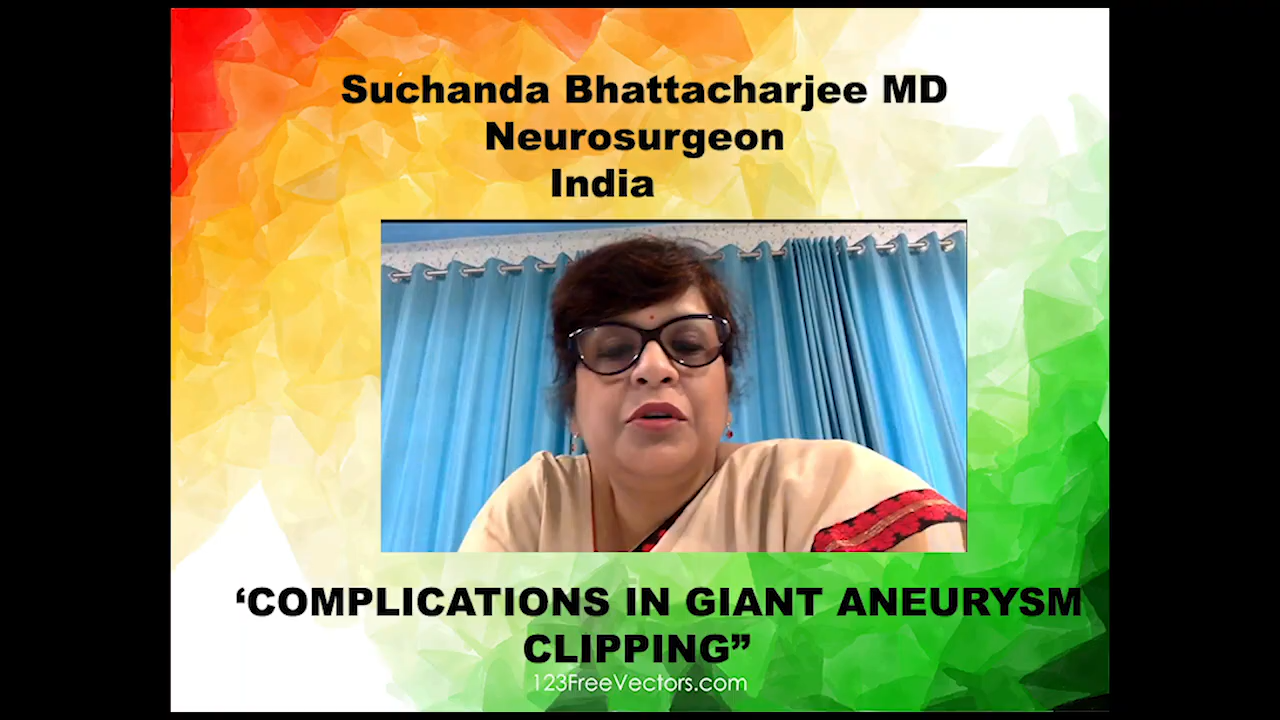 Suchanda Bhattacharjee MD
Neurosurgeon
India
‘COMPLICATIONS IN GIANT ANEURYSM
CLIPPING”
123FreeVectors.com